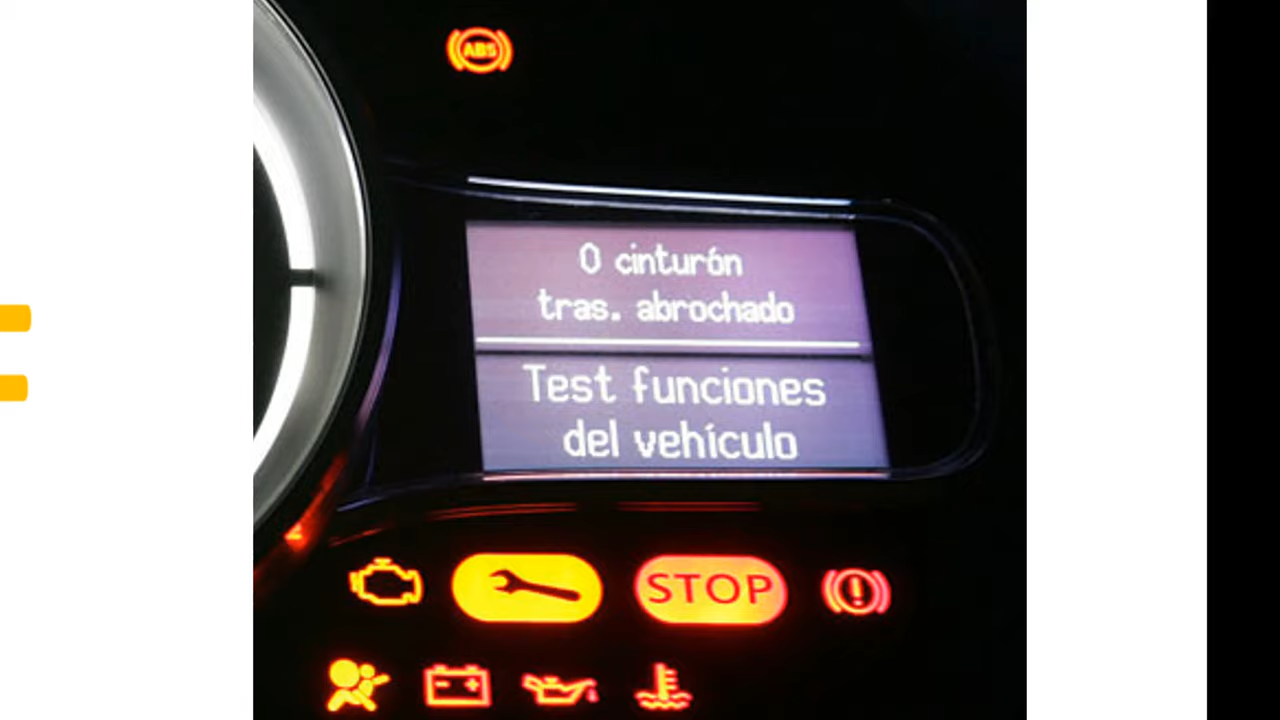 ABS
0 cinturón
tras. abrochado
Test funciones
del vehículo
STOP